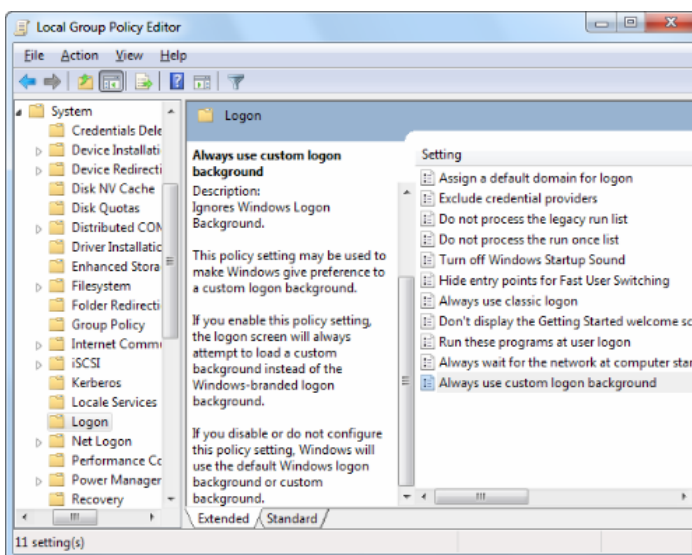 Local Group Policy Editor
File Action View Help
System
Credentials Dele
Device Installati
Device Redirecti
Disk NV Cache
Disk Quotas
Distributed COM
Driver Installatic
Enhanced Stora
Filesystem
Folder Redirecti
Group Policy
Internet Commu
iSCSI
Kerberos
Locale Services
Logon
Net Logon
Performance Cc
Power Manager
Recovery
Logon
Always use custom logon
background
Description:
Ignores Windows Logon
Background.
This policy setting may be used to
make Windows give preference to
a custom logon background.
If you enable this policy setting,
the logon screen will always
attempt to load a custom
background instead of the
Windows-branded logon
background.
If you disable or do not configure
this policy setting, Windows will
use the default Windows logon
background or custom
background.
Setting
Assign a default domain for logon
Exclude credential providers
Do not process the legacy run list
Do not process the run once list
Turn off Windows Startup Sound
Hide entry points for Fast User Switching
Always use classic logon
Don't display the Getting Started welcome sc
Run these programs at user logon
Always wait for the network at computer star
Always use custom logon background
Extended Standard
11 setting(s)